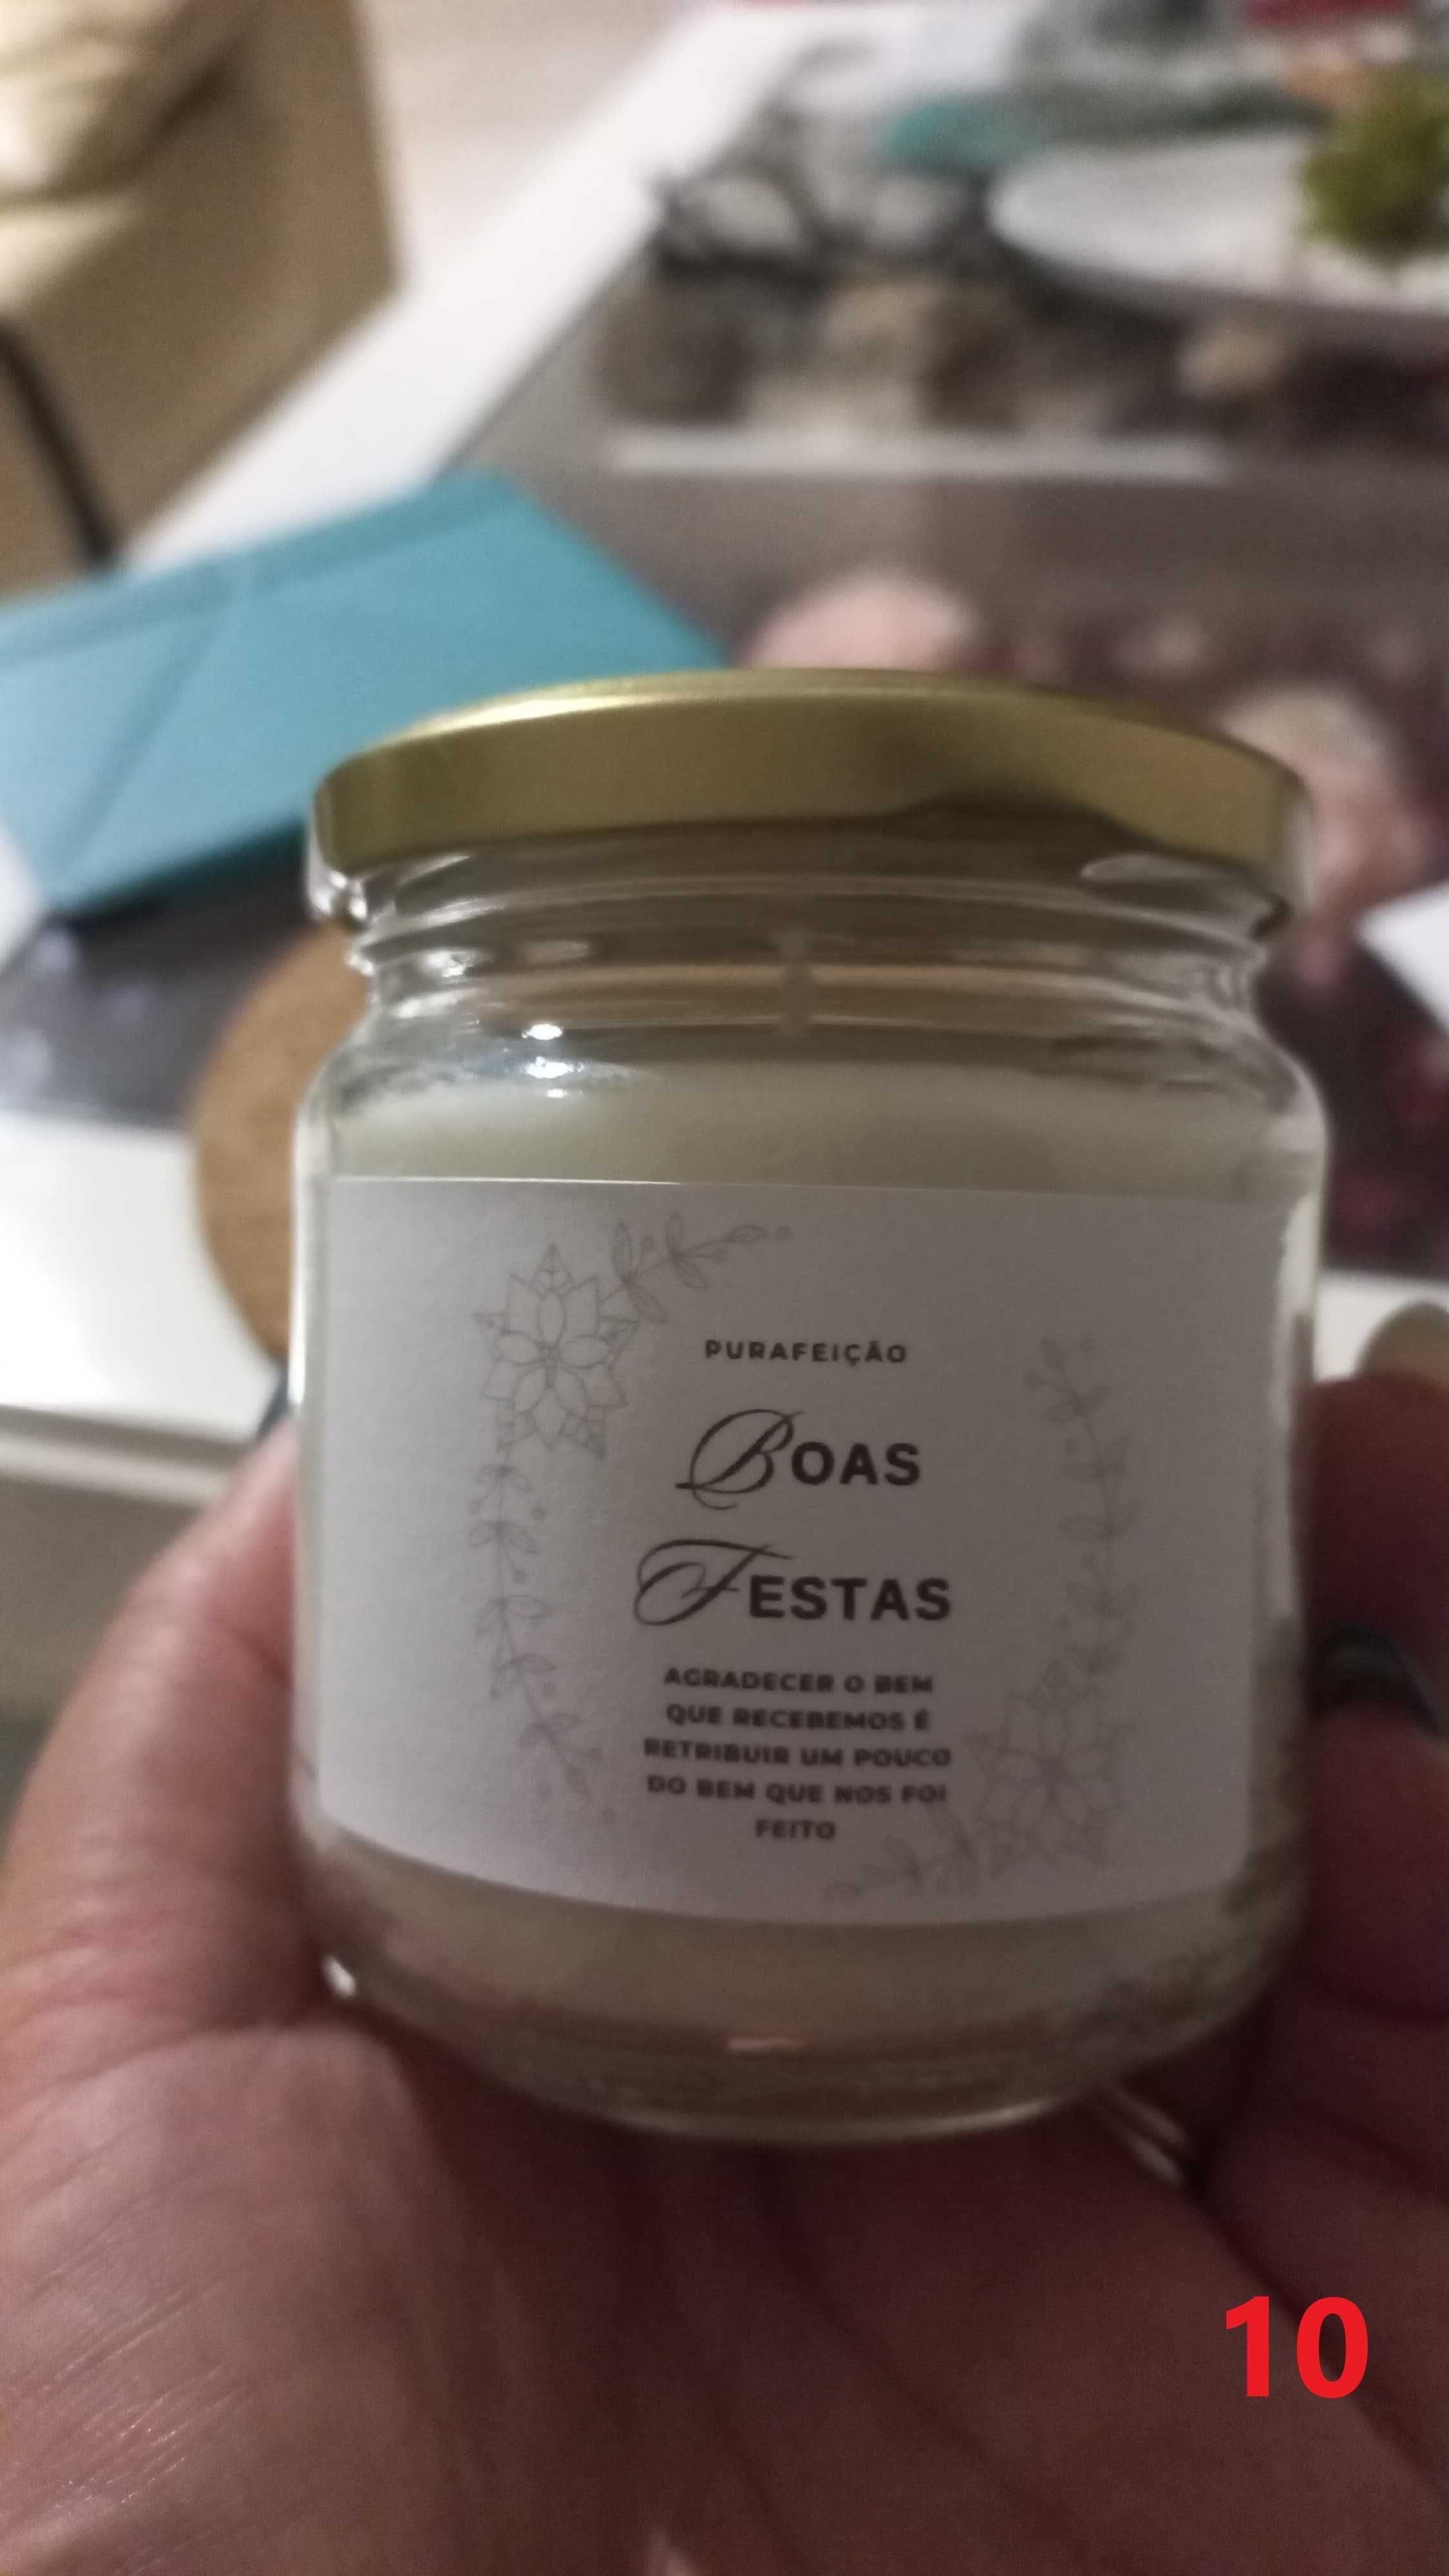 PURAFEIÇÃO
BOAS
FESTAS
AGRADECER O BEM
QUE RECEBEMOS É
RETRIBUIR UM POUCO
DO BEM QUE NOS FOI
FEITO
10